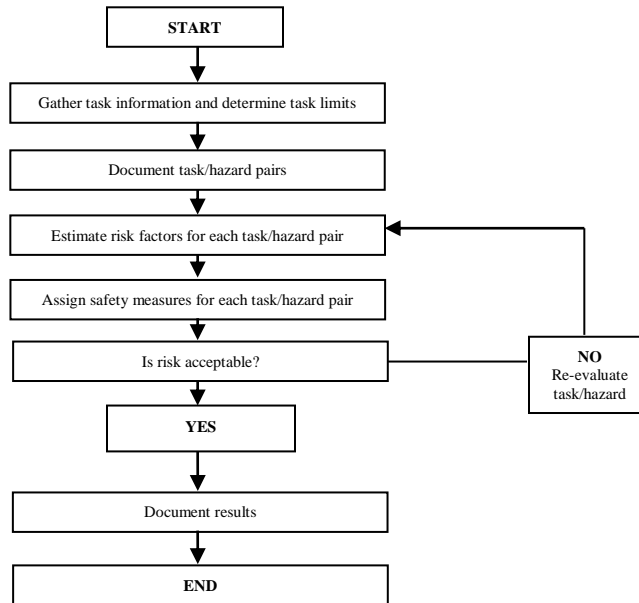 START
Gather task information and determine task limits
Document task/hazard pairs
Estimate risk factors for each task/hazard pair
Assign safety measures for each task/hazard pair
Is risk acceptable?
NO
Re-evaluate
task/hazard
YES
Document results
END